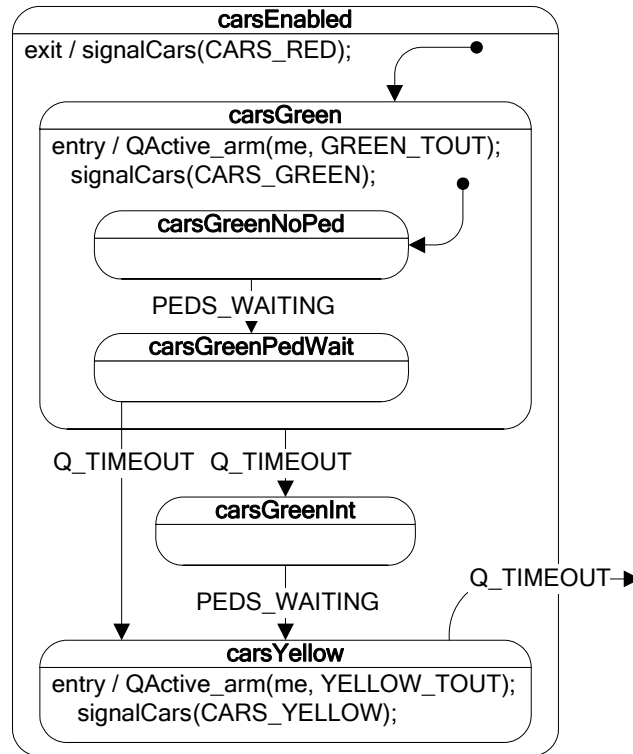 carsEnabled
exit / signalCars(CARS_RED);
carsGreen
entry / QActive_arm(me, GREEN_TOUT);
signalCars(CARS_GREEN);
carsGreenNoPed
PEDS_WAITING
carsGreenPedWait
Q_TIMEOUT
Q_TIMEOUT
carsGreenInt
Q_TIMEOUT
PEDS_WAITING
carsYellow
entry / QActive_arm(me, YELLOW_TOUT);
signalCars(CARS_YELLOW);